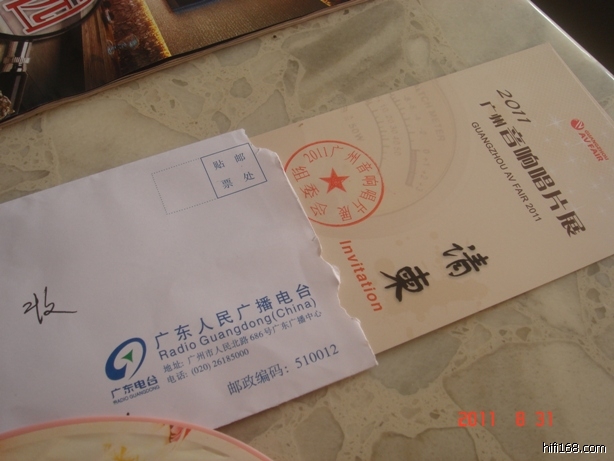 贴 邮
票 处
收
广东电台
RADIO GUANGDONG
广东人民广播电台
Radio Guangdong(China)
地址: 广州市人民北路686号广东广播中心
电话: (020) 26185000
邮政编码: 510012
2011
广州音响唱片展
GUANGZHOU AV FAIR 2011
AV FAIR
2011广州音响唱片展
组委会
请
柬
Invitation
2011 8 31
hifi168.com